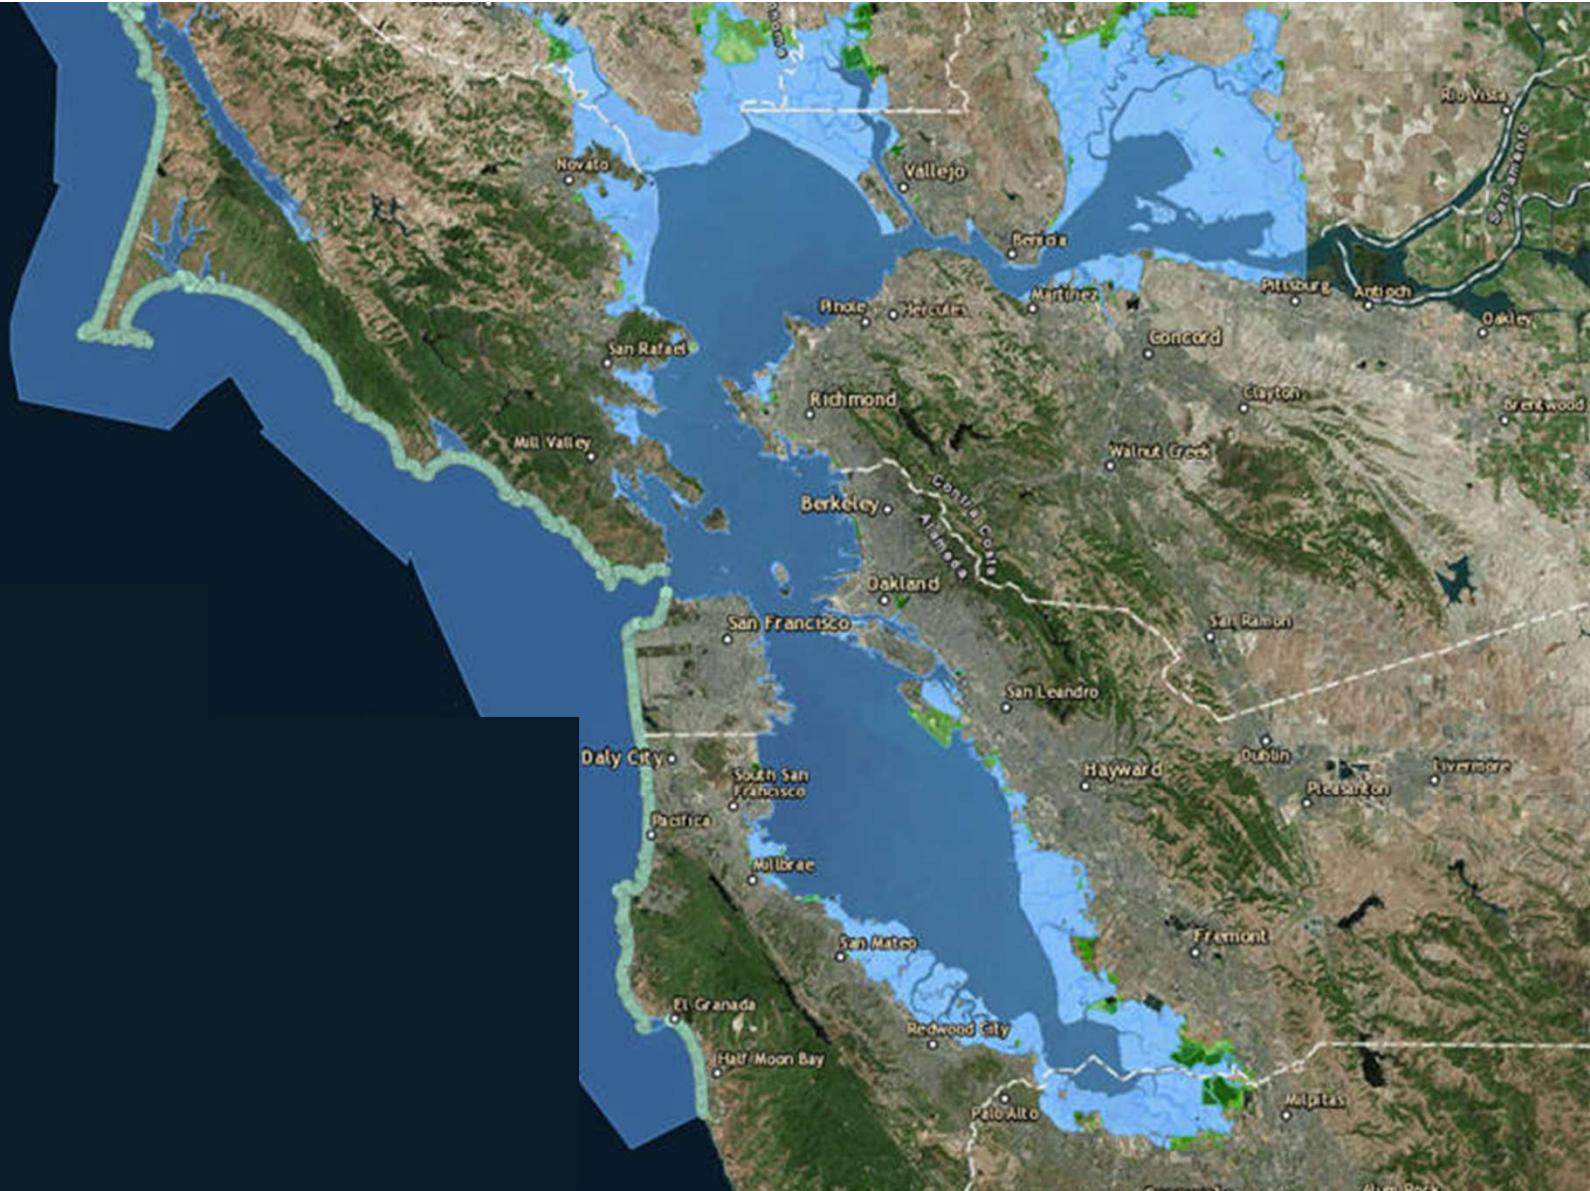 Rio Vista
Sacramento
Novato
Vallejo
Benicia
Pinole
Hercules
Martinez
Pittsburg
Antioch
Oakley
San Rafael
Concord
Richmond
Clayton
Brentwood
Mill Valley
Walnut Creek
Berkeley
Contra Costa
Alameda
Oakland
San Francisco
San Ramon
San Leandro
Daly City
South San
Francisco
Hayward
Dublin
Livermore
Pleasanton
Pacifica
Millbrae
San Mateo
Fremont
El Granada
Redwood City
Half Moon Bay
Palo Alto
Milpitas